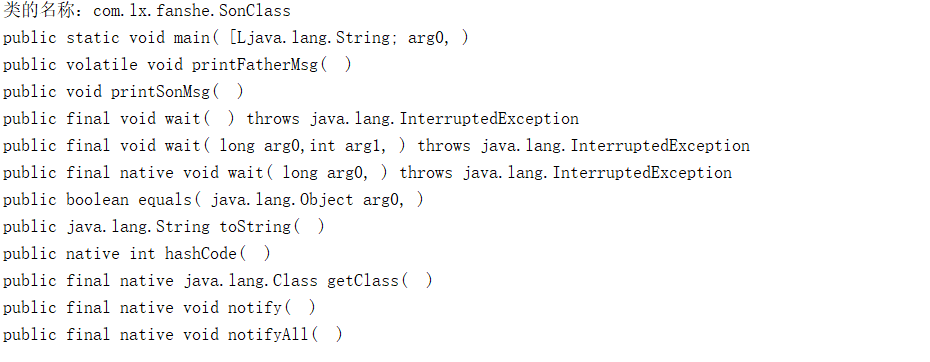 类的名称：com.lx.fanshe.SonClass
public static void main( [Ljava.lang.String; arg0, )
public volatile void printFatherMsg(  )
public void printSonMsg(  )
public final void wait(  ) throws java.lang.InterruptedException
public final void wait( long arg0,int arg1, ) throws java.lang.InterruptedException
public final native void wait( long arg0, ) throws java.lang.InterruptedException
public boolean equals( java.lang.Object arg0, )
public java.lang.String toString(  )
public native int hashCode(  )
public final native java.lang.Class getClass(  )
public final native void notify(  )
public final native void notifyAll(  )